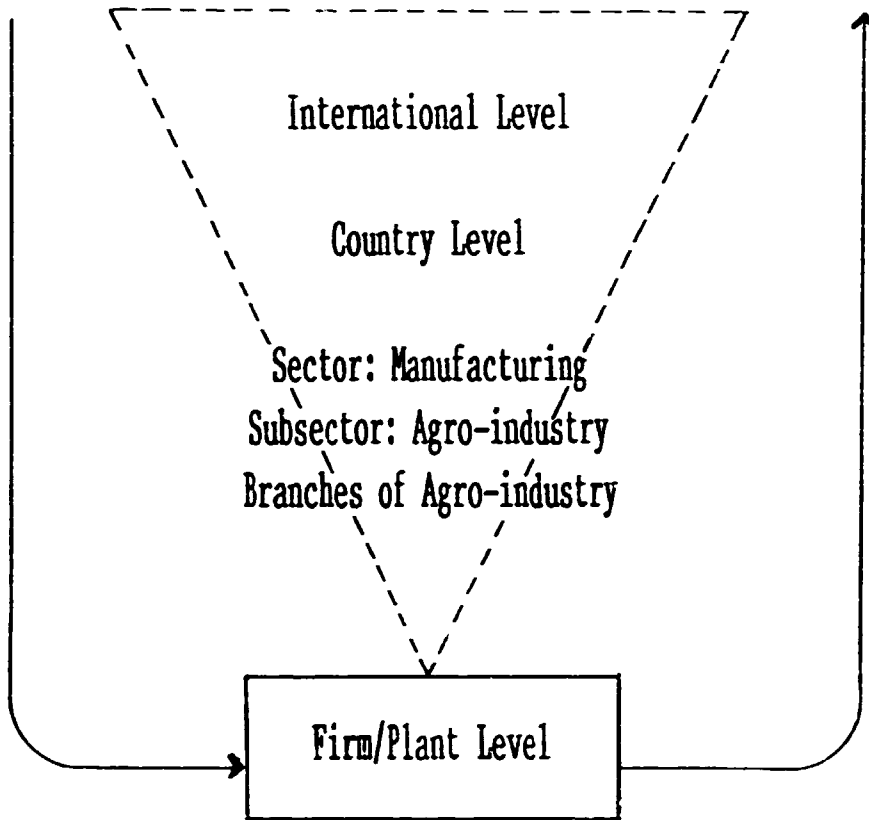 International Level
Country Level
Sector: Manufacturing
Subsector: Agro-industry
Branches of Agro-industry
Firm/Plant Level